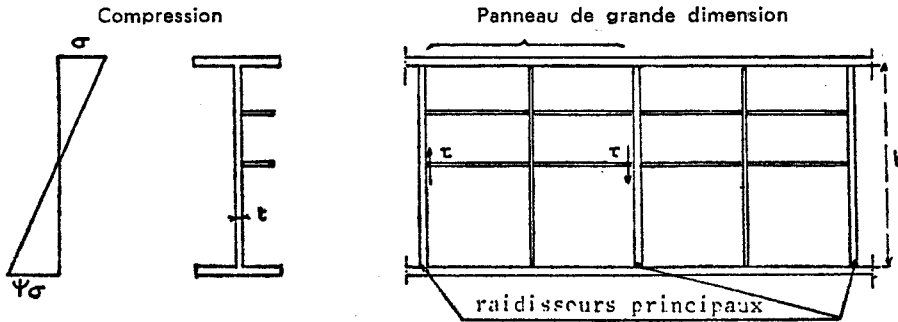 Compression
Panneau de grande dimension
σ
τ
τ
t
Ψσ
raidisseurs principaux